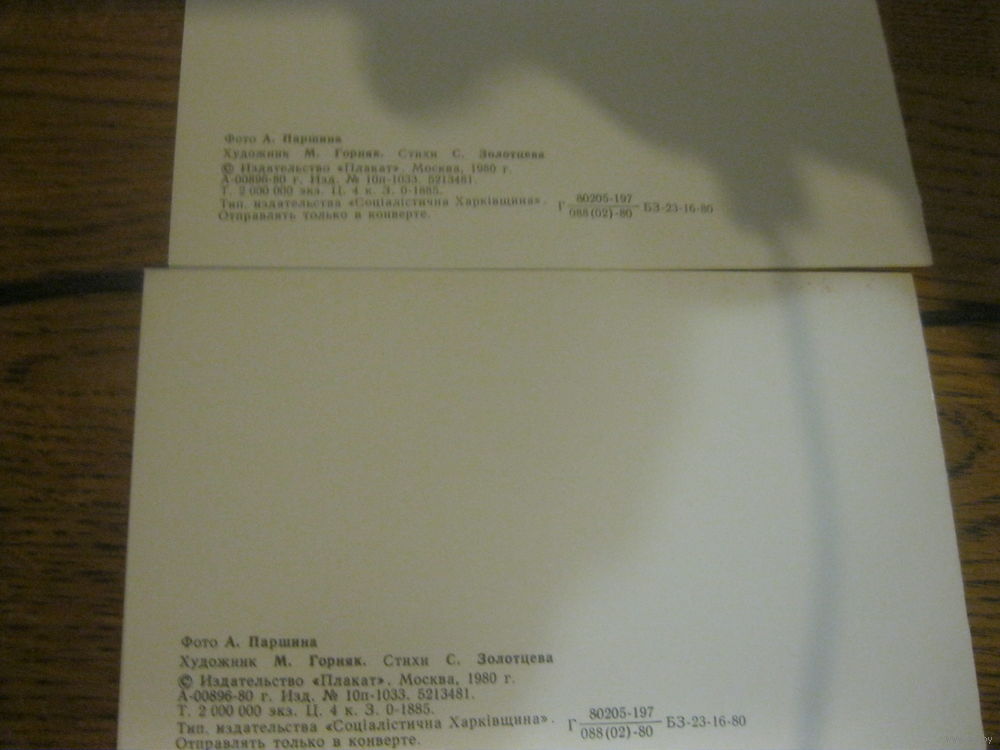 Фото А. Паршина
Художник М. Горняк. Стихи С. Золотцева
© Издательство «Плакат». Москва, 1980 г.
А-00896-80 г. Изд. № 10п-1033. 5213481.
Т. 2 000 000 экз. Ц. 4 к. З. 0-1885.
Тип. издательства «Соціалістична Харківщина».
Отправлять только в конверте.
Г 80205-197 / 088(02)-80 БЗ-23-16-80
Фото А. Паршина
Художник М. Горняк. Стихи С. Золотцева
© Издательство «Плакат». Москва, 1980 г.
А-00896-80 г. Изд. № 10п-1033. 5213481.
Т. 2 000 000 экз. Ц. 4 к. З. 0-1885.
Тип. издательства «Соціалістична Харківщина».
Отправлять только в конверте.
Г 80205-197 / 088(02)-80 БЗ-23-16-80